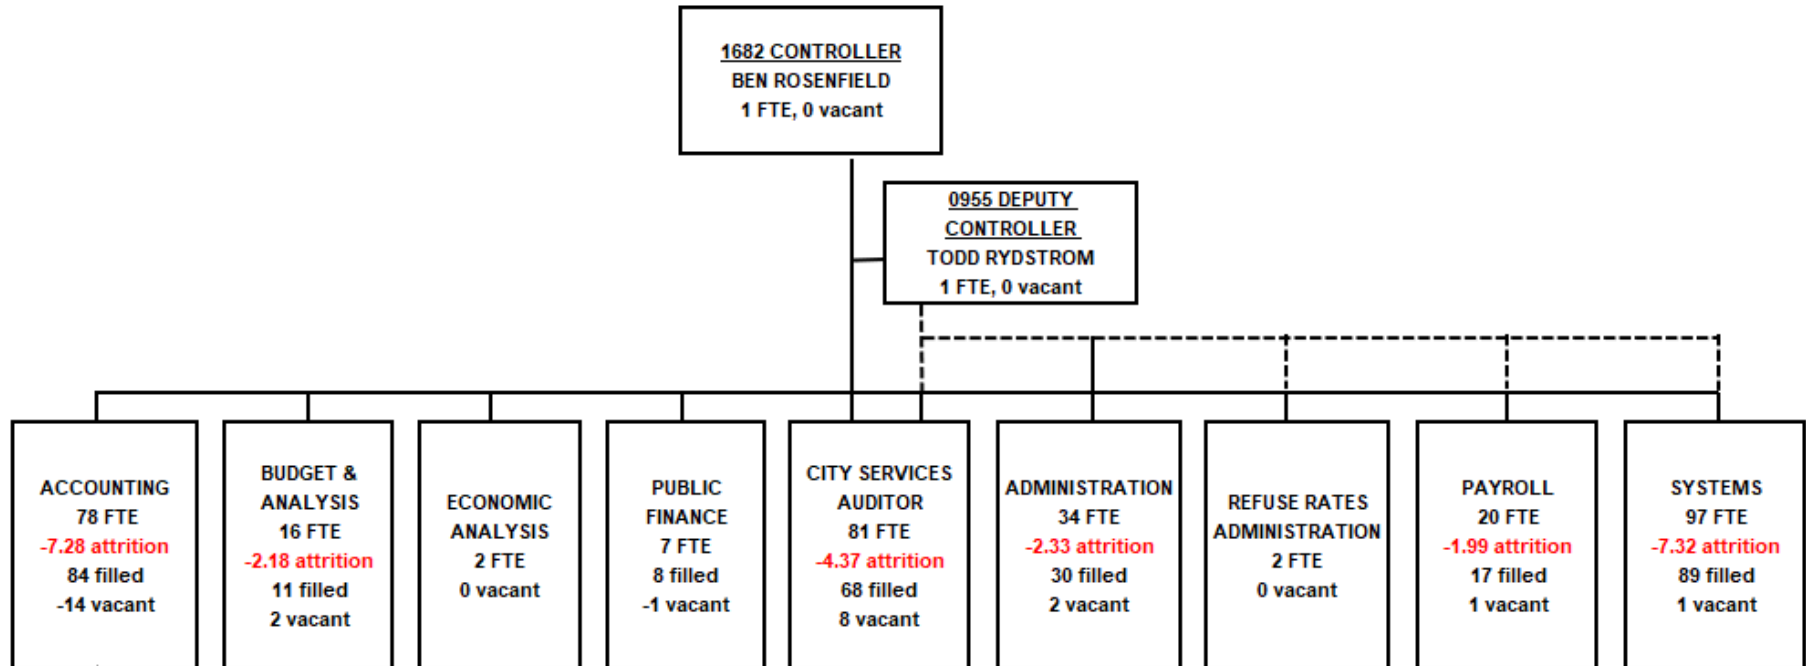 1682 CONTROLLER
BEN ROSENFIELD
1 FTE, 0 vacant
0955 DEPUTY
CONTROLLER
TODD RYDSTROM
1 FTE, 0 vacant
ACCOUNTING
78 FTE
-7.28 attrition
84 filled
-14 vacant
BUDGET &
ANALYSIS
16 FTE
-2.18 attrition
11 filled
2 vacant
ECONOMIC
ANALYSIS
2 FTE
0 vacant
PUBLIC
FINANCE
7 FTE
8 filled
-1 vacant
CITY SERVICES
AUDITOR
81 FTE
-4.37 attrition
68 filled
8 vacant
ADMINISTRATION
34 FTE
-2.33 attrition
30 filled
2 vacant
REFUSE RATES
ADMINISTRATION
2 FTE
0 vacant
PAYROLL
20 FTE
-1.99 attrition
17 filled
1 vacant
SYSTEMS
97 FTE
-7.32 attrition
89 filled
1 vacant